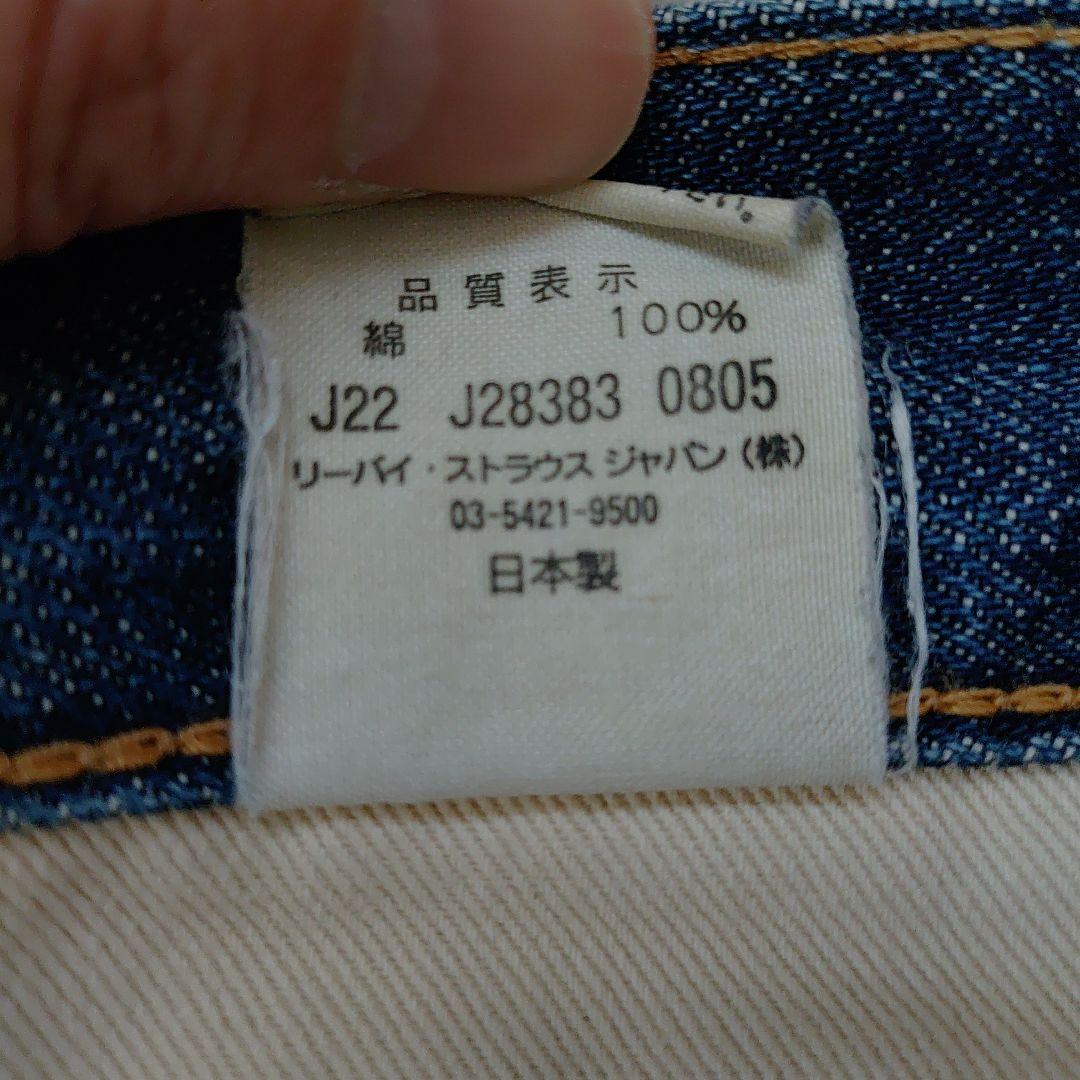 い。
品質表示
綿 100%
J22 J28383 0805
リーバイ・ストラウス ジャパン(株)
03-5421-9500
日本製